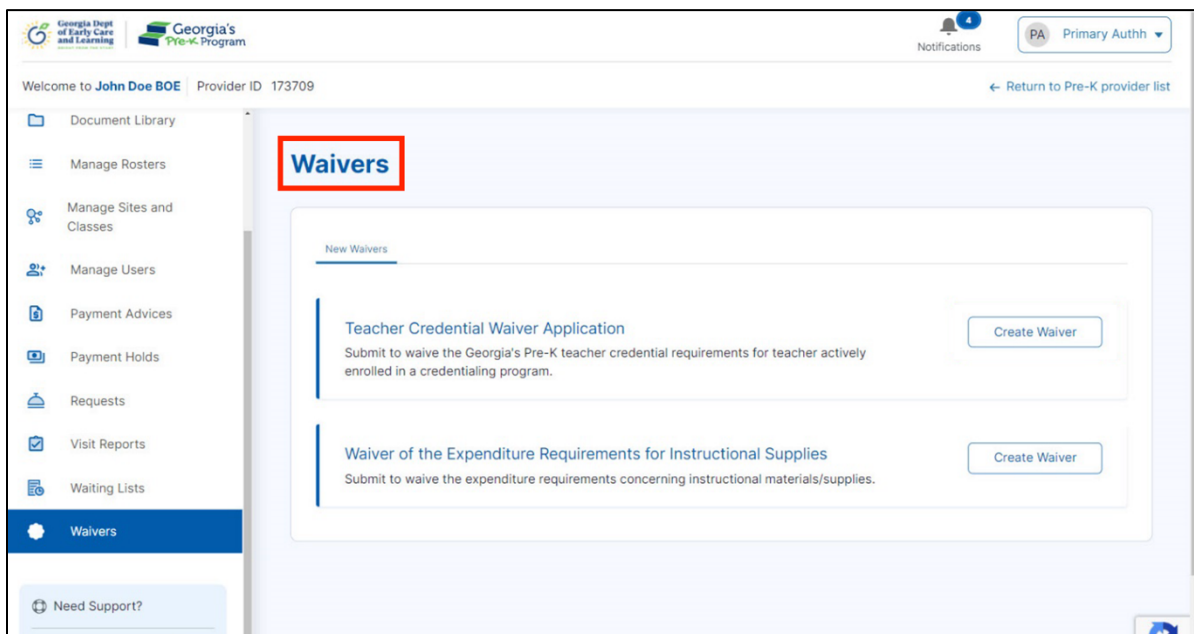 Georgia Dept
of Early Care
and Learning
Georgia's
Pre-K Program
4
Notifications
PA Primary Authh
Welcome to John Doe BOE Provider ID 173709
← Return to Pre-K provider list
Document Library
Manage Rosters
Manage Sites and
Classes
Manage Users
Payment Advices
Payment Holds
Requests
Visit Reports
Waiting Lists
Waivers
Need Support?
Waivers
New Waivers
Teacher Credential Waiver Application
Submit to waive the Georgia's Pre-K teacher credential requirements for teacher actively
enrolled in a credentialing program.
Create Waiver
Waiver of the Expenditure Requirements for Instructional Supplies
Submit to waive the expenditure requirements concerning instructional materials/supplies.
Create Waiver